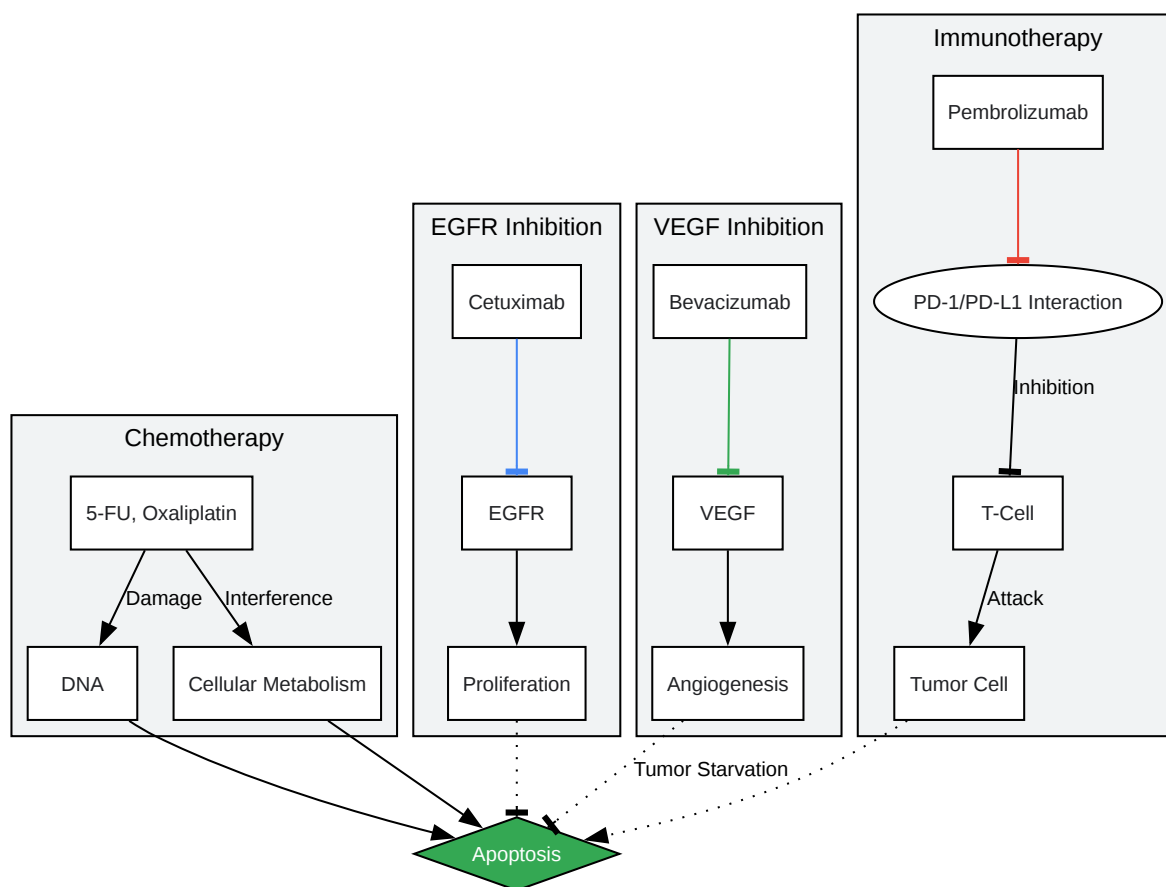 Immunotherapy
Pembrolizumab
EGFR Inhibition
VEGF Inhibition
Cetuximab
Bevacizumab
PD-1/PD-L1 Interaction
Inhibition
Chemotherapy
5-FU, Oxaliplatin
EGFR
VEGF
T-Cell
Damage
Interference
Attack
DNA
Cellular Metabolism
Proliferation
Angiogenesis
Tumor Cell
Tumor Starvation
Apoptosis